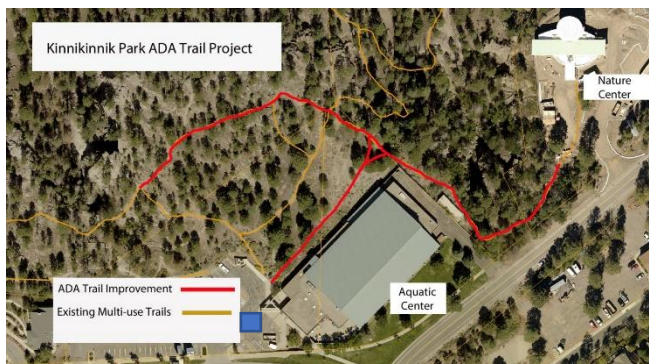 Kinnikinnik Park ADA Trail Project
Nature
Center
ADA Trail Improvement
Existing Multi-use Trails
Aquatic
Center